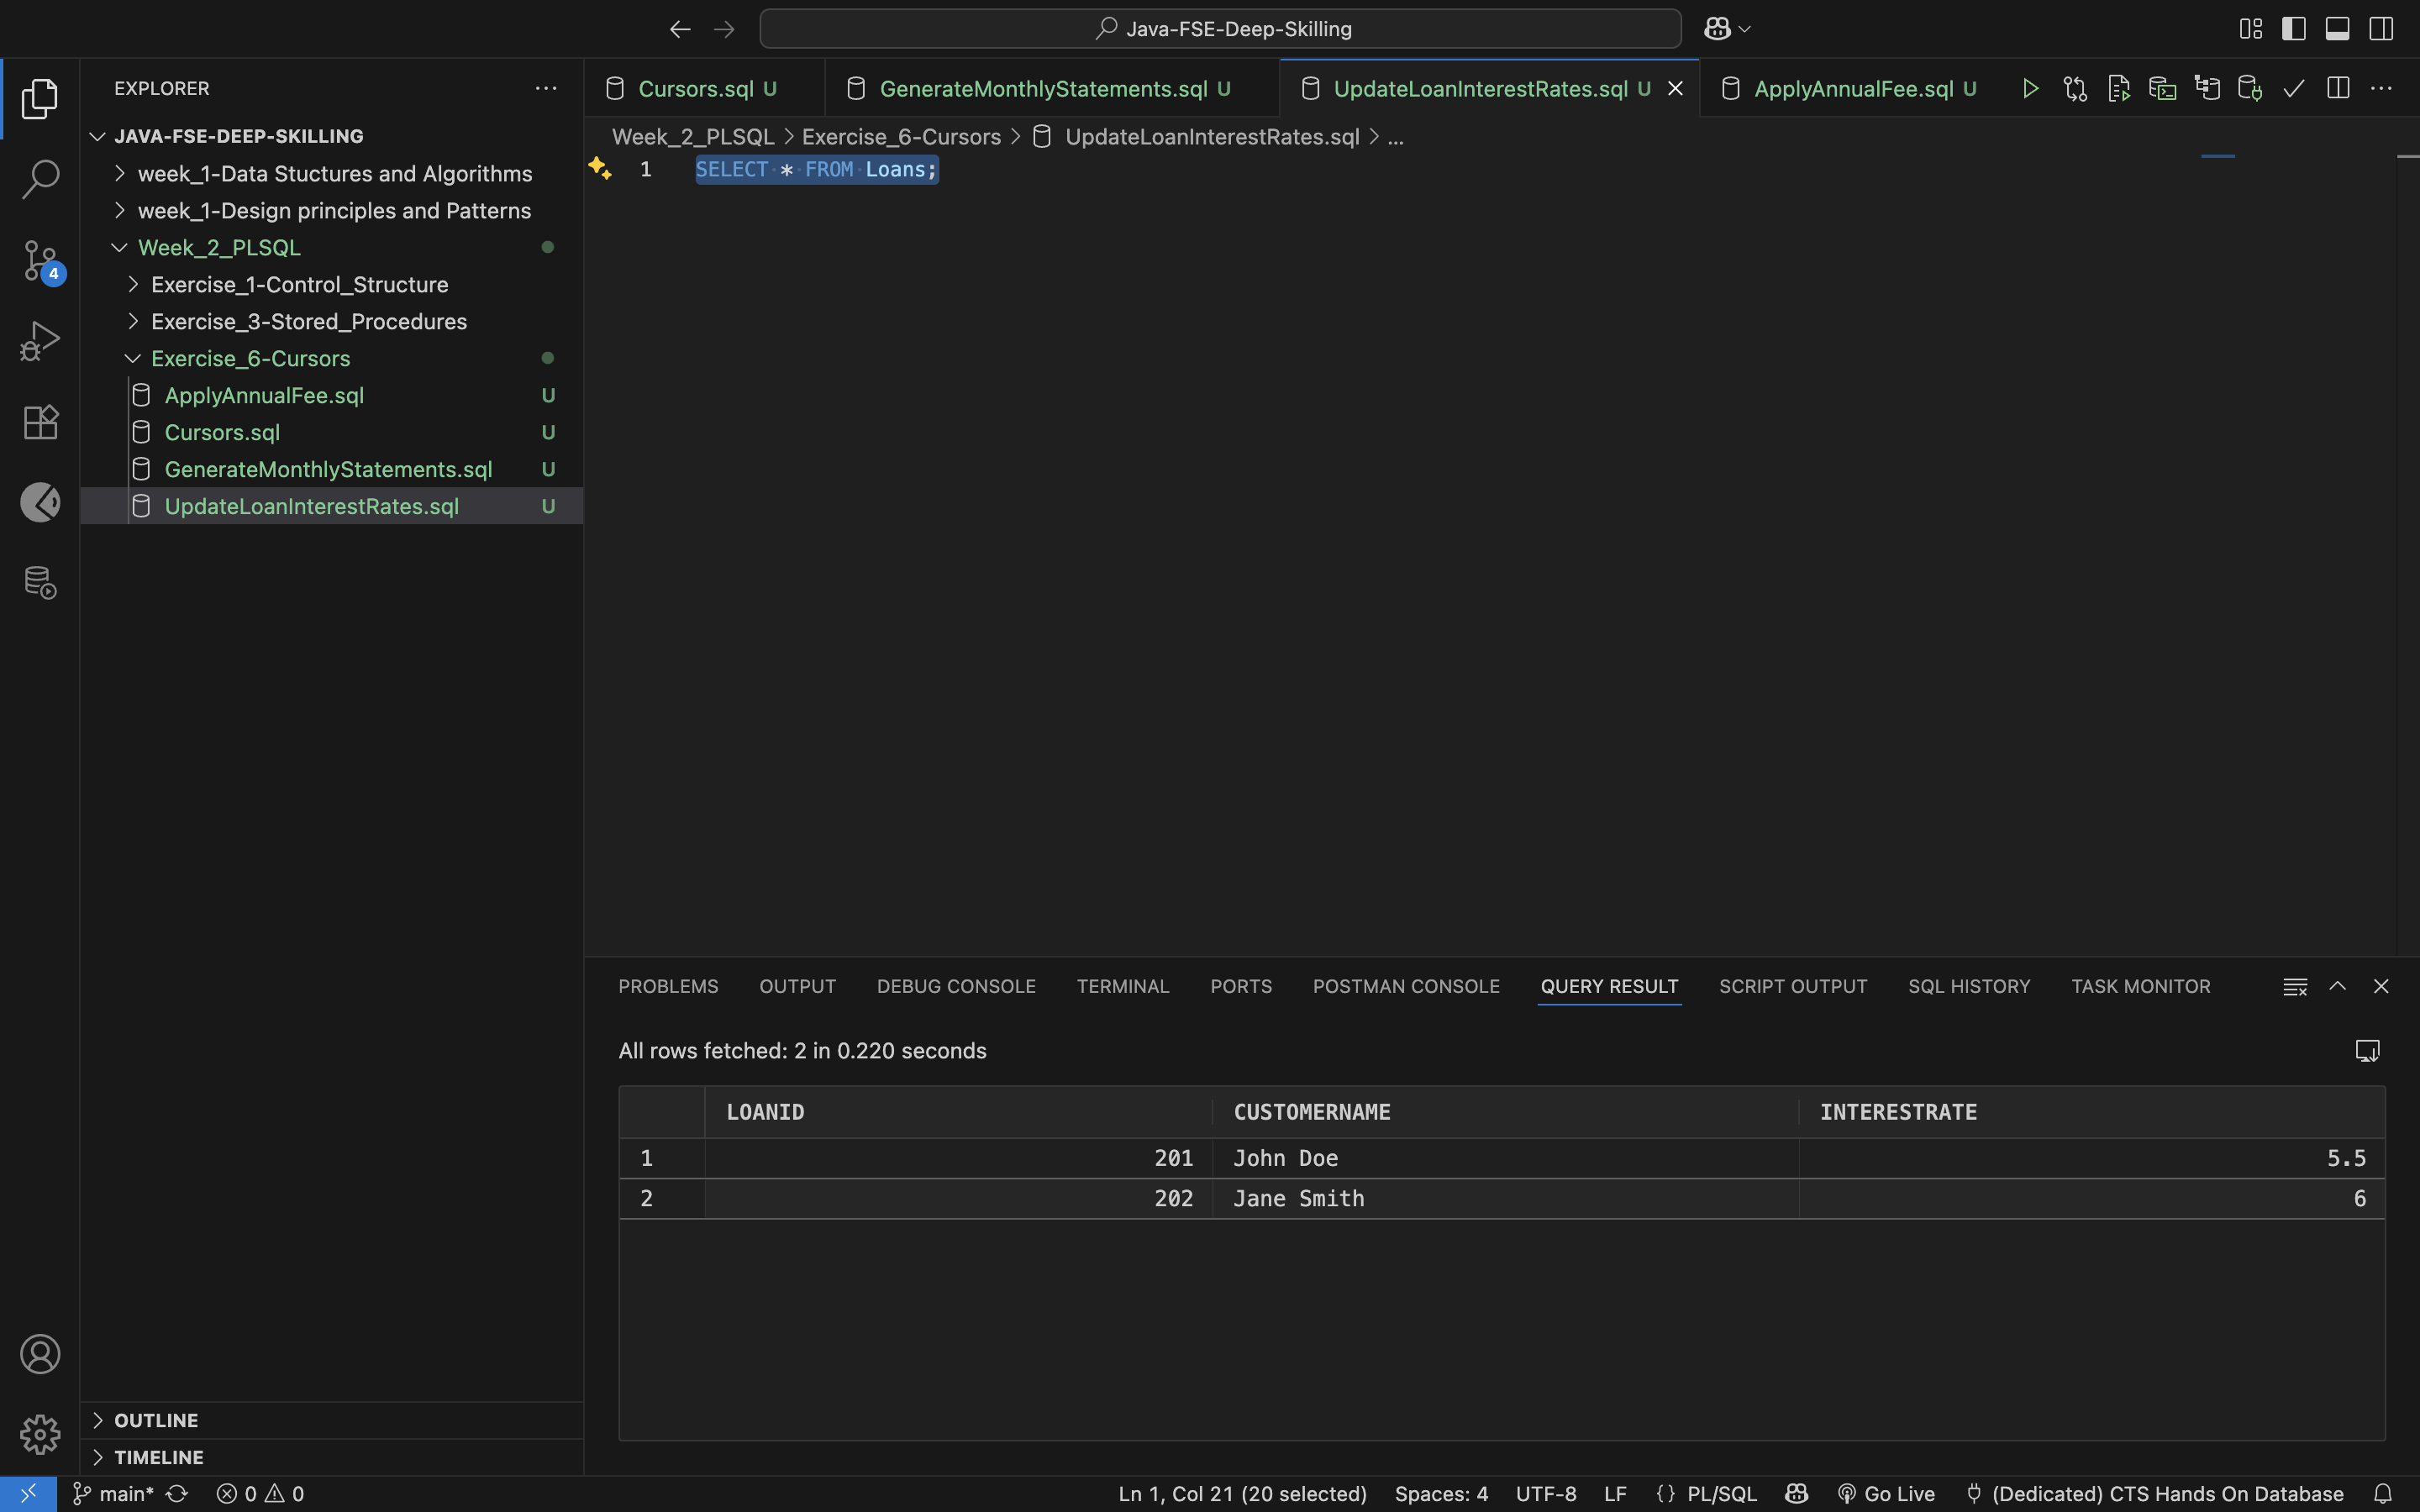 Java-FSE-Deep-Skilling
EXPLORER
JAVA-FSE-DEEP-SKILLING
week_1-Data Stuctures and Algorithms
week_1-Design principles and Patterns
Week_2_PLSQL
Exercise_1-Control_Structure
Exercise_3-Stored_Procedures
Exercise_6-Cursors
ApplyAnnualFee.sql U
Cursors.sql U
GenerateMonthlyStatements.sql U
UpdateLoanInterestRates.sql U
4
OUTLINE
TIMELINE
Cursors.sql U GenerateMonthlyStatements.sql U UpdateLoanInterestRates.sql U ApplyAnnualFee.sql U
Week_2_PLSQL > Exercise_6-Cursors > UpdateLoanInterestRates.sql > ...
1 SELECT * FROM Loans;
PROBLEMS OUTPUT DEBUG CONSOLE TERMINAL PORTS POSTMAN CONSOLE QUERY RESULT SCRIPT OUTPUT SQL HISTORY TASK MONITOR
All rows fetched: 2 in 0.220 seconds
LOANID CUSTOMERNAME INTERESTRATE
1 201 John Doe 5.5
2 202 Jane Smith 6
main* 0 0 Ln 1, Col 21 (20 selected) Spaces: 4 UTF-8 LF {} PL/SQL Go Live (Dedicated) CTS Hands On Database